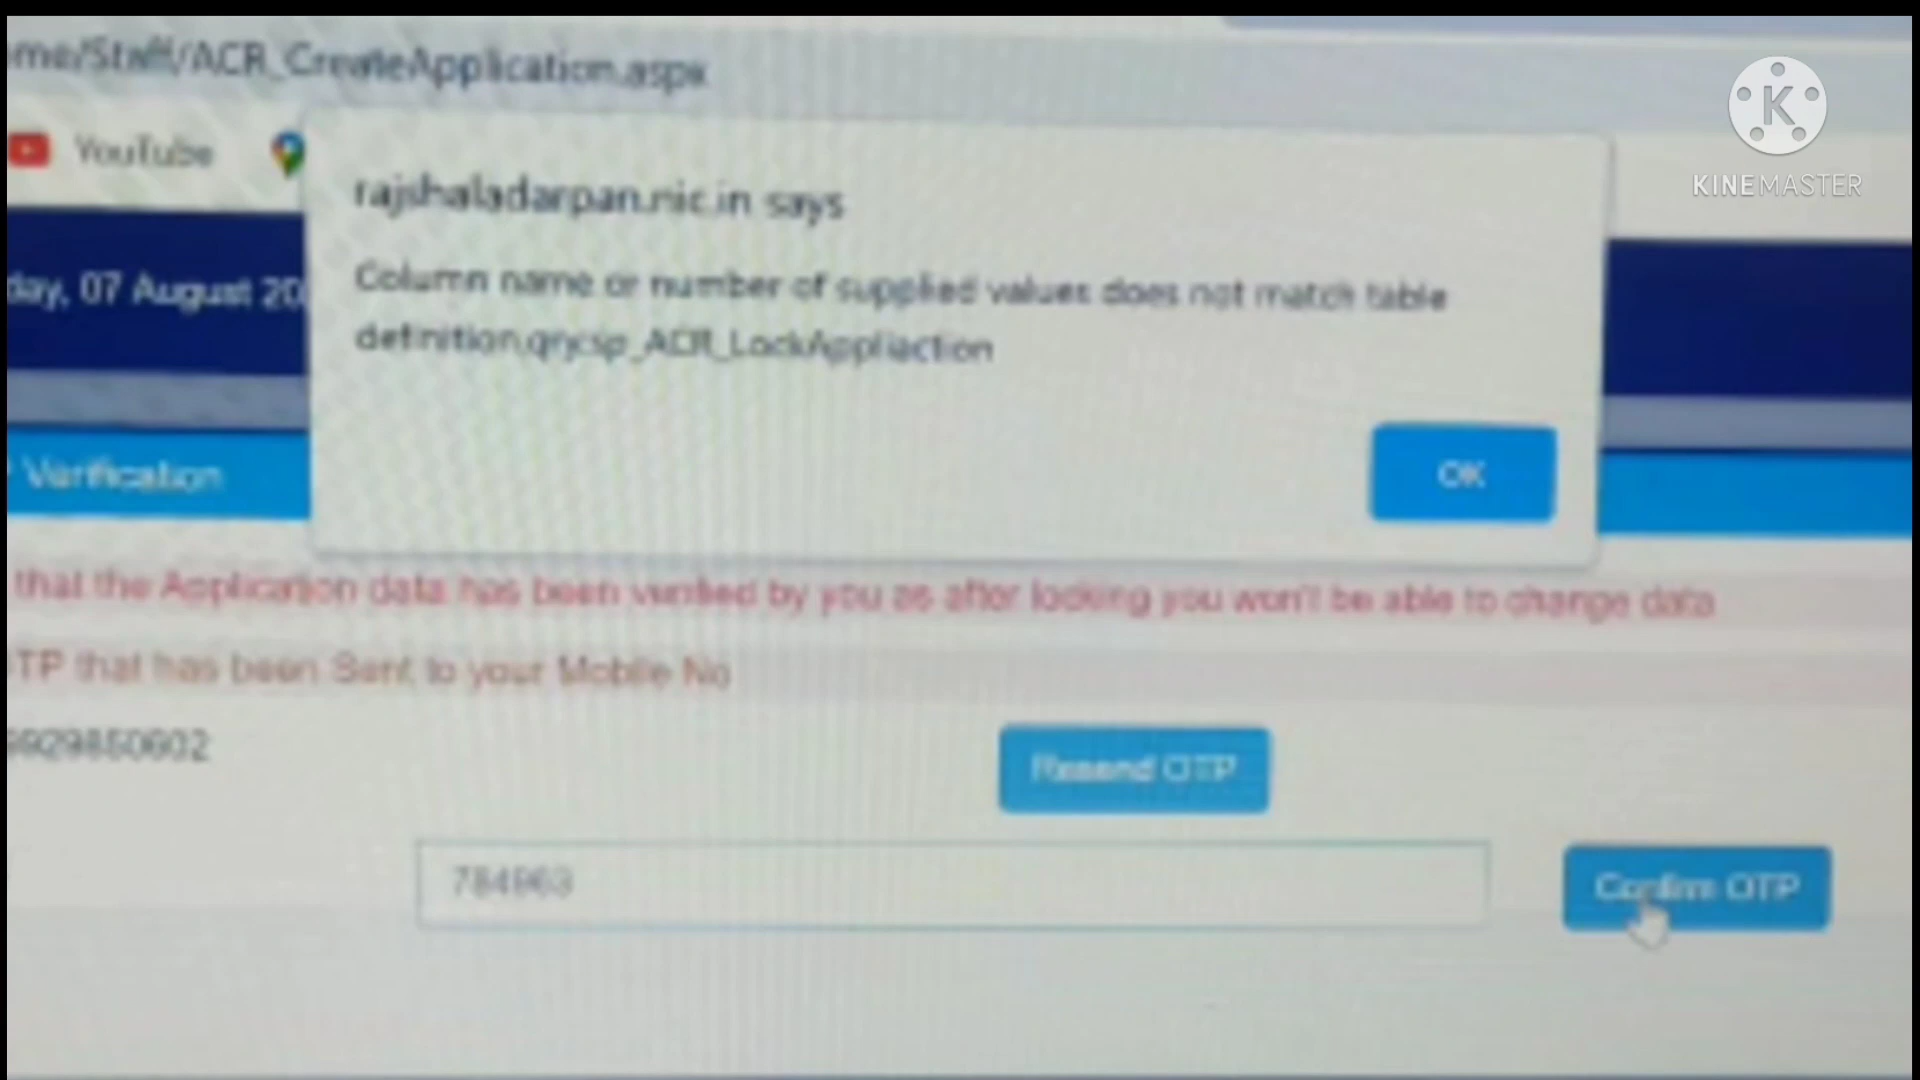 me/Staff/ACR_CreateApplication.aspx
YouTube
KINEMASTER
rajshaladarpan.nic.in says
day, 07 August 20
Column name or number of supplied values does not match table
definition.qry:sp_ACR_LockAppliaction
OK
Verification
that the Application data has been verified by you as after locking you won't be able to change data
TP that has been Sent to your Mobile No
9929850602
Resend OTP
784963
Confirm OTP